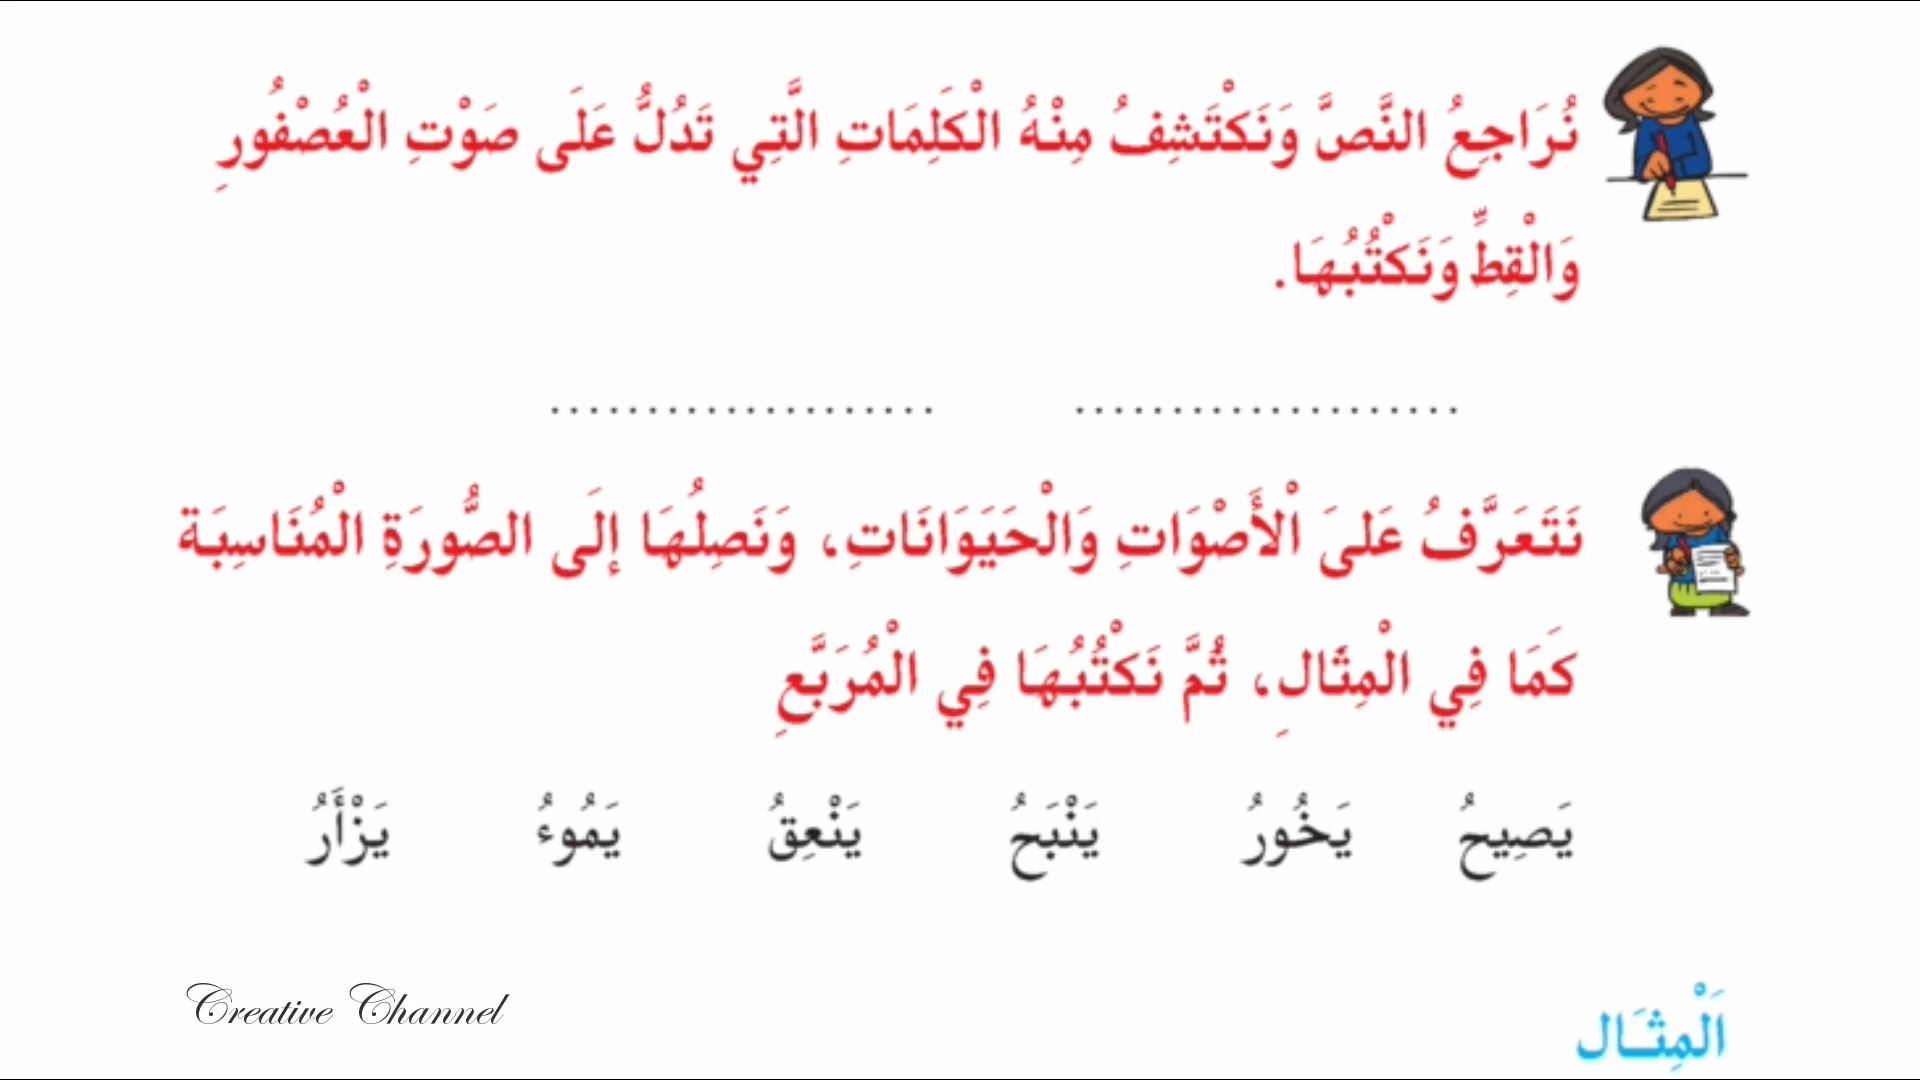 نُرَاجِعُ النَّصَّ وَنَكْتَشِفُ مِنْهُ الْكَلِمَاتِ الَّتِي تَدُلُّ عَلَى صَوْتِ الْعُصْفُورِ
وَالْقِطِّ وَنَكْتُبُهَا.
.................... ....................
نَتَعَرَّفُ عَلىَ الْأَصْوَاتِ وَالْحَيَوَانَاتِ، وَنَصِلُهَا إِلَى الصُّورَةِ الْمُنَاسِبَة
كَمَا فِي الْمِثَالِ، ثُمَّ نَكْتُبُهَا فِي الْمُرَبَّعِ
يَصِيحُ يَخُورُ يَنْبَحُ يَنْعِقُ يَمُوءُ يَزْأَرُ
اَلْمِثَال
Creative Channel